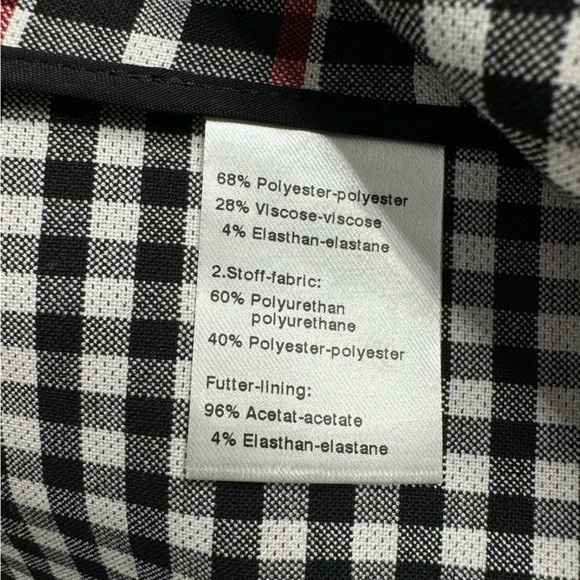 68% Polyester-polyester
28% Viscose-viscose
4% Elasthan-elastane
2.Stoff-fabric:
60% Polyurethan
polyurethane
40% Polyester-polyester
Futter-lining:
96% Acetat-acetate
4% Elasthan-elastane